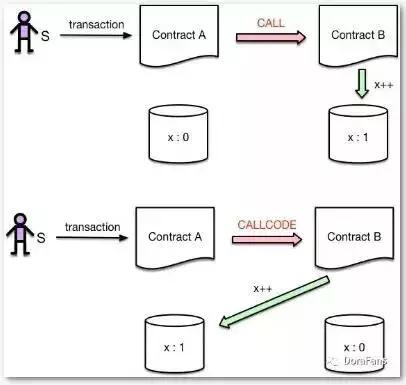 S
transaction
Contract A
CALL
Contract B
x++
x : 0
x : 1
S
transaction
Contract A
CALLCODE
Contract B
x++
x : 1
x : 0
DoraFans